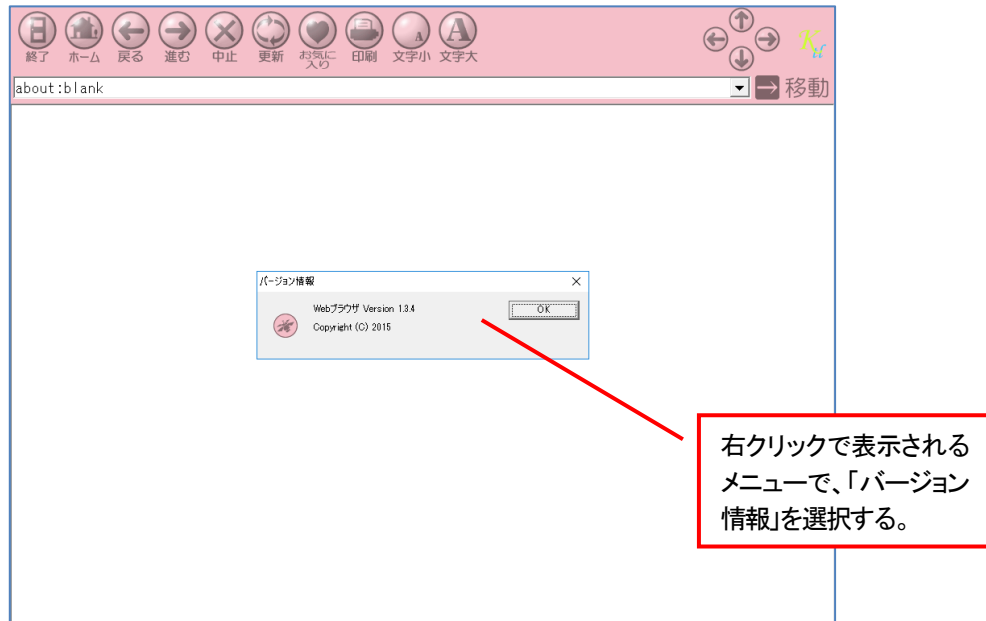 終了 ホーム 戻る 進む 中止 更新 お気に入り 印刷 文字小 文字大
about:blank 移動
バージョン情報
Webブラウザ Version 1.3.4 OK
Copyright (C) 2015
右クリックで表示される
メニューで、「バージョン
情報」を選択する。